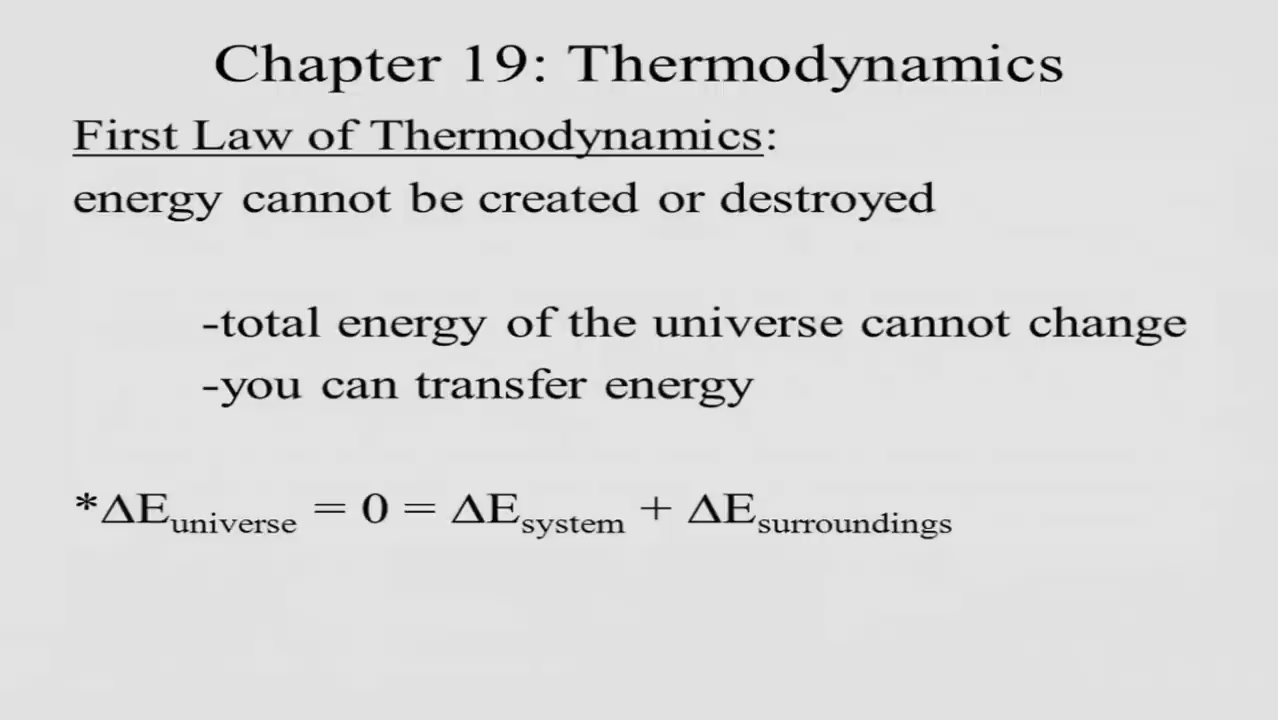 Chapter 19: Thermodynamics
First Law of Thermodynamics:
energy cannot be created or destroyed
-total energy of the universe cannot change
-you can transfer energy
*ΔEuniverse = 0 = ΔEsystem + ΔEsurroundings